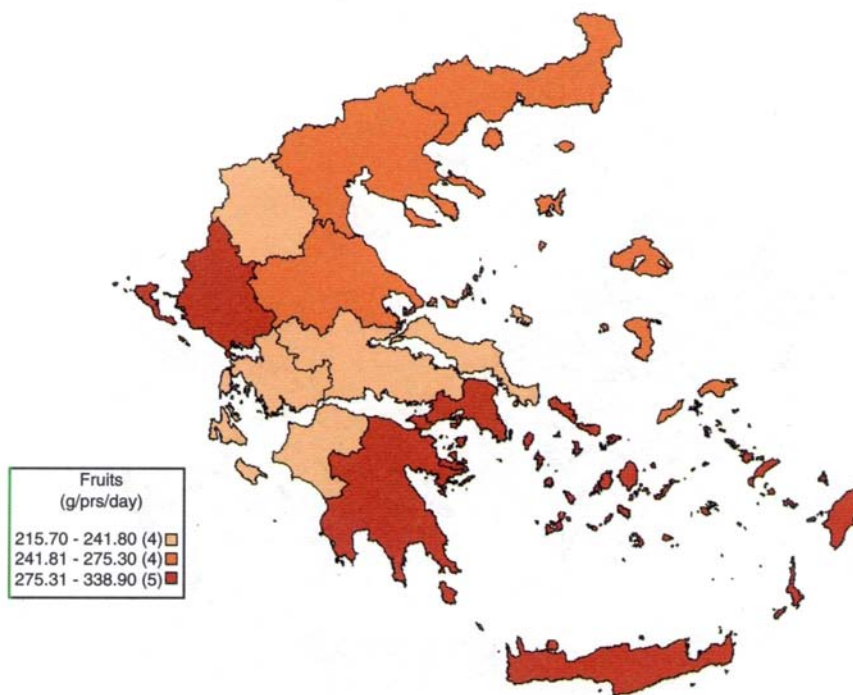 Fruits
(g/prs/day)
215.70 - 241.80 (4)
241.81 - 275.30 (4)
275.31 - 338.90 (5)